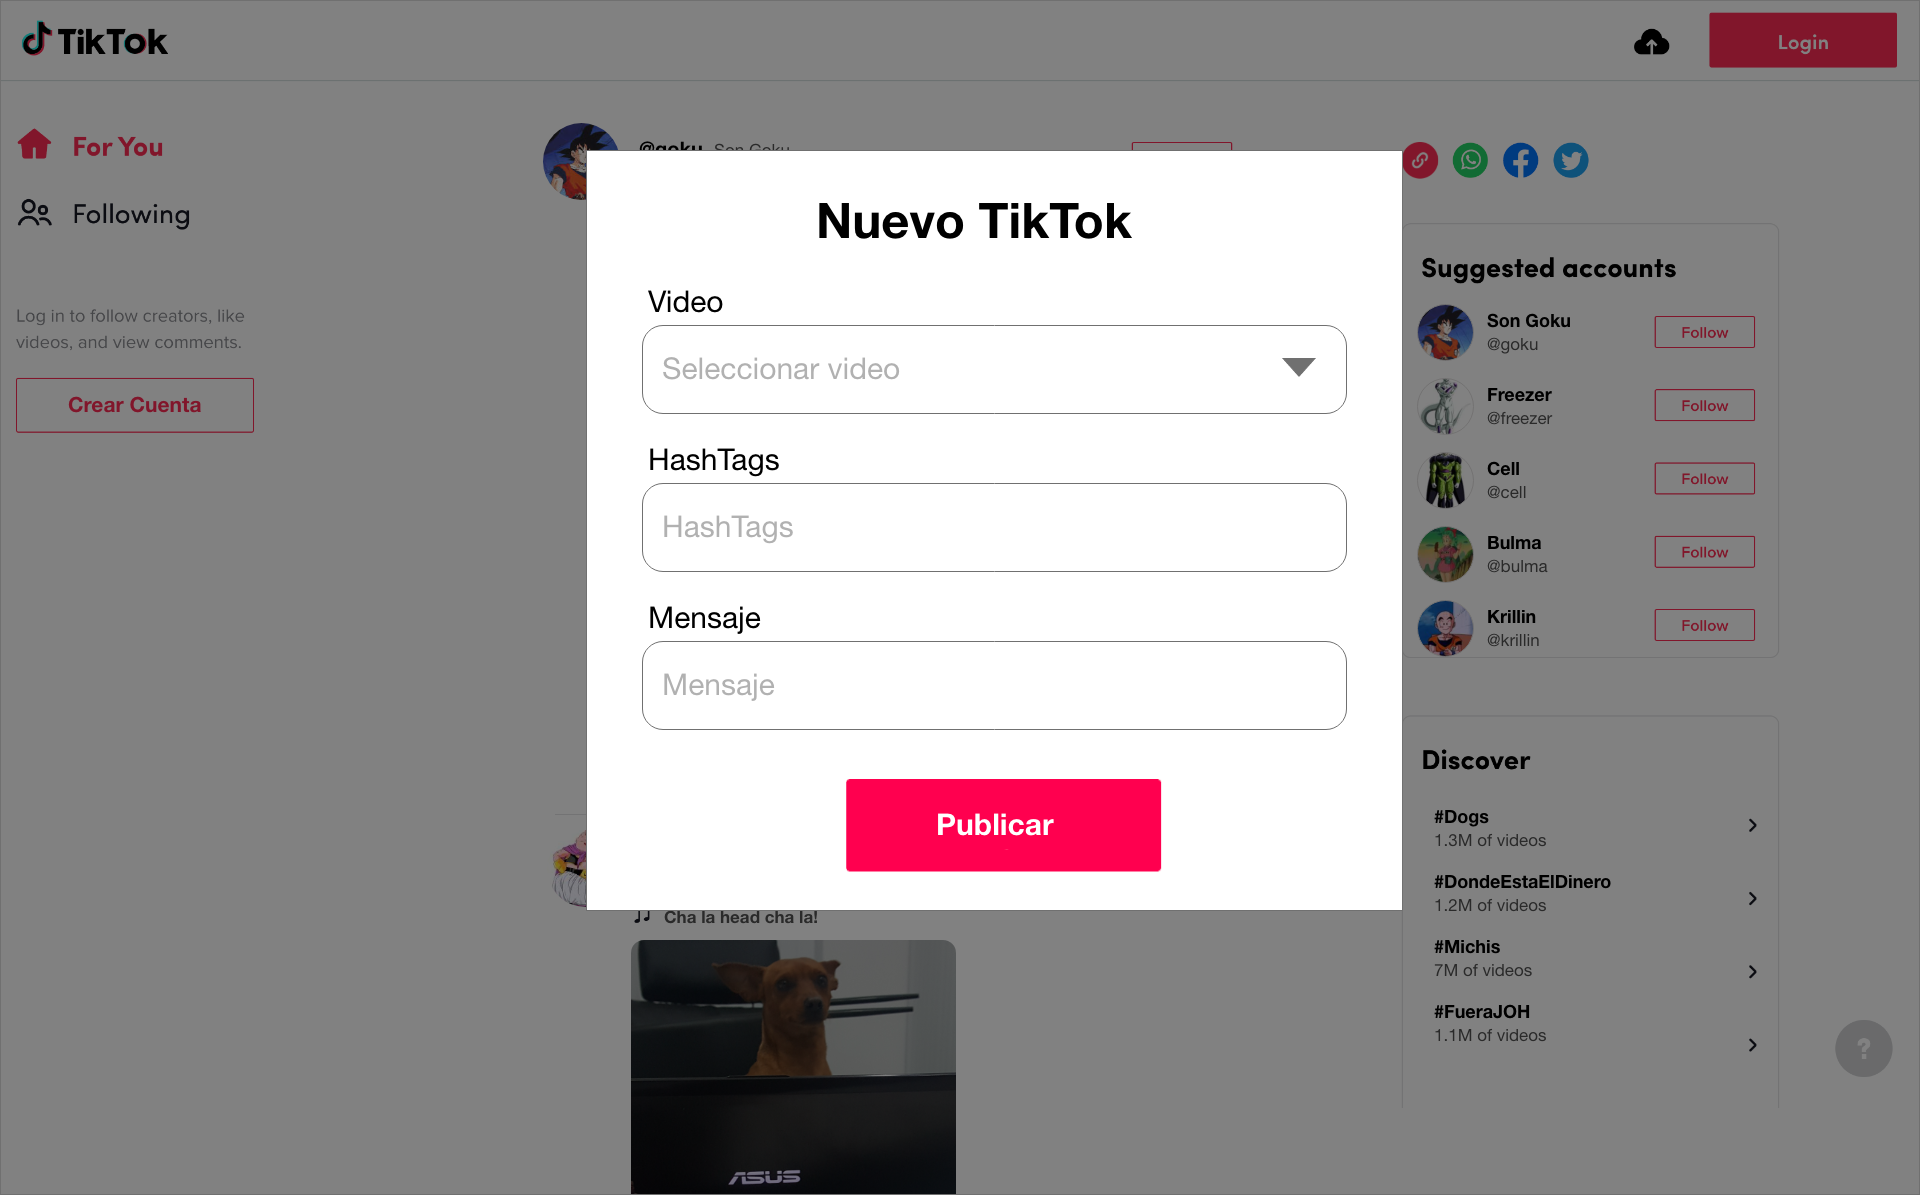 TikTok
Login
For You
Following
Log in to follow creators, like
videos, and view comments.
Crear Cuenta
@goku Son Goku
Nuevo TikTok
Video
Seleccionar video
HashTags
HashTags
Mensaje
Mensaje
Publicar
Cha la head cha la!
ASUS
Suggested accounts
Son Goku
@goku
Follow
Freezer
@freezer
Follow
Cell
@cell
Follow
Bulma
@bulma
Follow
Krillin
@krillin
Follow
Discover
#Dogs
1.3M of videos
#DondeEstaElDinero
1.2M of videos
#Michis
7M of videos
#FueraJOH
1.1M of videos
?